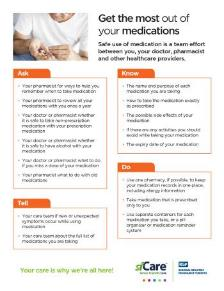 Get the most out of
your medications
Safe use of medication is a team effort
between you, your doctor, pharmacist
and other healthcare providers.
Ask
• Your pharmacist for ways to help you
remember when to take medication
• Your pharmacist to review all your
medications with you once a year
• Your doctor or pharmacist whether
it is safe to take non-prescription
medication with your prescription
medication
• Your doctor or pharmacist whether
it is safe to have alcohol with your
medication
• Your doctor or pharmacist what to do
if you miss a dose of your medication
• Your pharmacist what to do with old
medications
Tell
• Your care team if new or unexpected
symptoms occur while using
medication
• Your care team about the full list of
medications you are taking
Know
• The name and purpose of each
medication you are taking
• How to take the medication exactly
as prescribed
• The possible side effects of your
medication
• If there are any activities you should
avoid while taking your medication
• The expiry date of your medication
Do
• Use one pharmacy, if possible, to keep
your medication records in one place,
including allergy information
• Take medication that is prescribed
only to you
• Use separate containers for each
medication you take, or a pill
organizer or medication reminder
system
Your care is why we're all here!